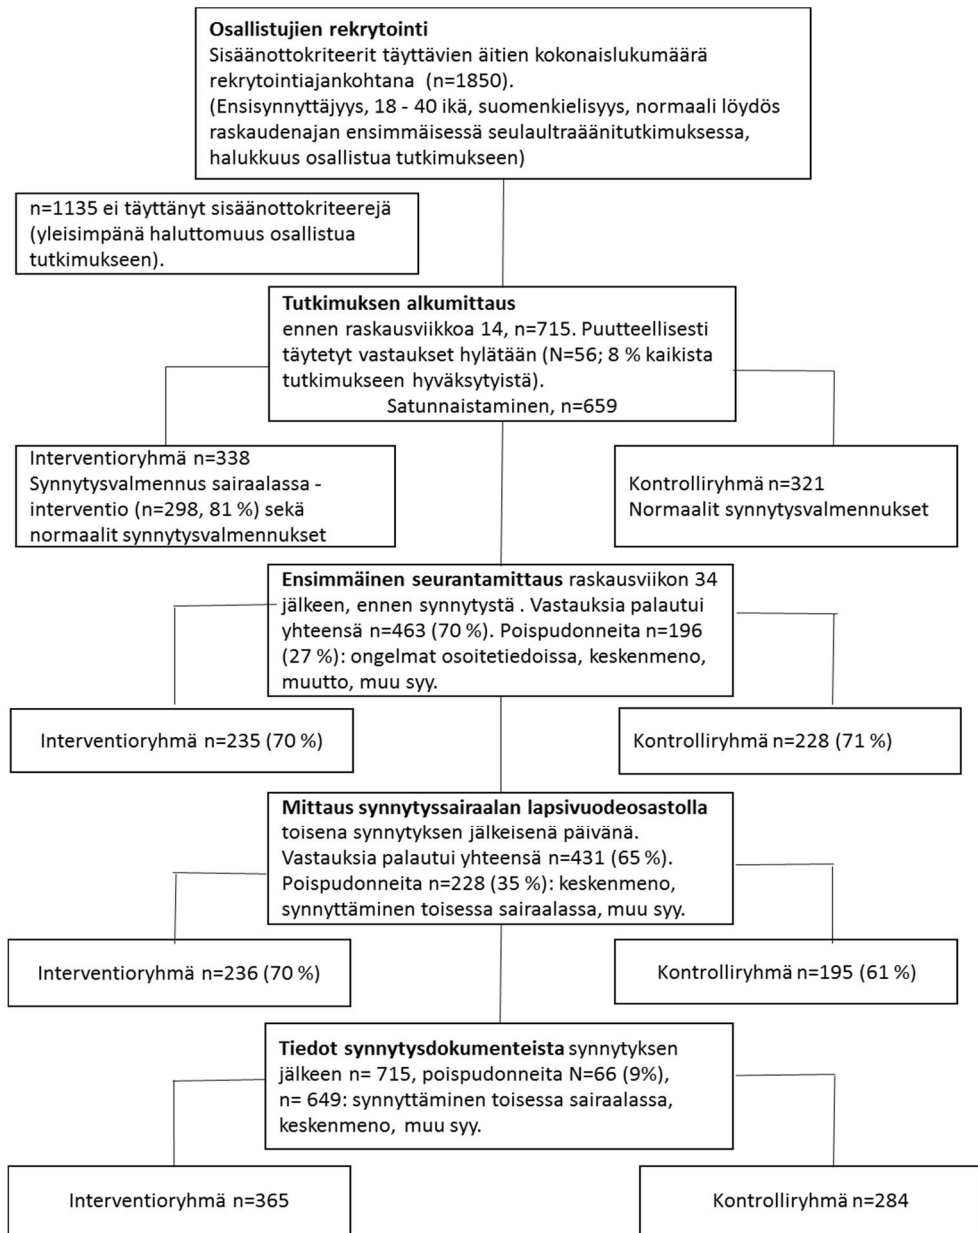 Osallistujien rekrytointi
Sisäänottokriteerit täyttävien äitien kokonaislukumäärä
rekrytointiajankohtana (n=1850).
(Ensisynnyttäjyys, 18 - 40 ikä, suomenkielisyys, normaali löydös
raskaudenajan ensimmäisessä seulaultraäänitutkimuksessa,
halukkuus osallistua tutkimukseen)
n=1135 ei täyttänyt sisäänottokriteerejä
(yleisimpänä haluttomuus osallistua
tutkimukseen).
Tutkimuksen alkumittaus
ennen raskausviikkoa 14, n=715. Puutteellisesti
täytetyt vastaukset hylätään (N=56; 8 % kaikista
tutkimukseen hyväksytyistä).
Satunnaistaminen, n=659
Interventioryhmä n=338
Synnytysvalmennus sairaalassa -
interventio (n=298, 81 %) sekä
normaalit synnytysvalmennukset
Kontrolliryhmä n=321
Normaalit synnytysvalmennukset
Ensimmäinen seurantamittaus raskausviikon 34
jälkeen, ennen synnytystä . Vastauksia palautui
yhteensä n=463 (70 %). Poispudonneita n=196
(27 %): ongelmat osoitetiedoissa, keskenmeno,
muutto, muu syy.
Interventioryhmä n=235 (70 %)
Kontrolliryhmä n=228 (71 %)
Mittaus synnytyssairaalan lapsivuodeosastolla
toisena synnytyksen jälkeisenä päivänä.
Vastauksia palautui yhteensä n=431 (65 %).
Poispudonneita n=228 (35 %): keskenmeno,
synnyttäminen toisessa sairaalassa, muu syy.
Interventioryhmä n=236 (70 %)
Kontrolliryhmä n=195 (61 %)
Tiedot synnytysdokumenteista synnytyksen
jälkeen n= 715, poispudonneita N=66 (9%),
n= 649: synnyttäminen toisessa sairaalassa,
keskenmeno, muu syy.
Interventioryhmä n=365
Kontrolliryhmä n=284